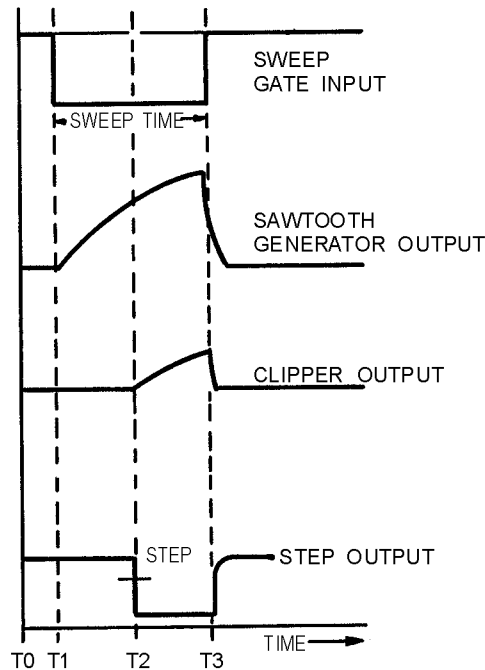 SWEEP
GATE INPUT
SWEEP TIME
SAWTOOTH
GENERATOR OUTPUT
CLIPPER OUTPUT
STEP
STEP OUTPUT
TIME
T0 T1 T2 T3